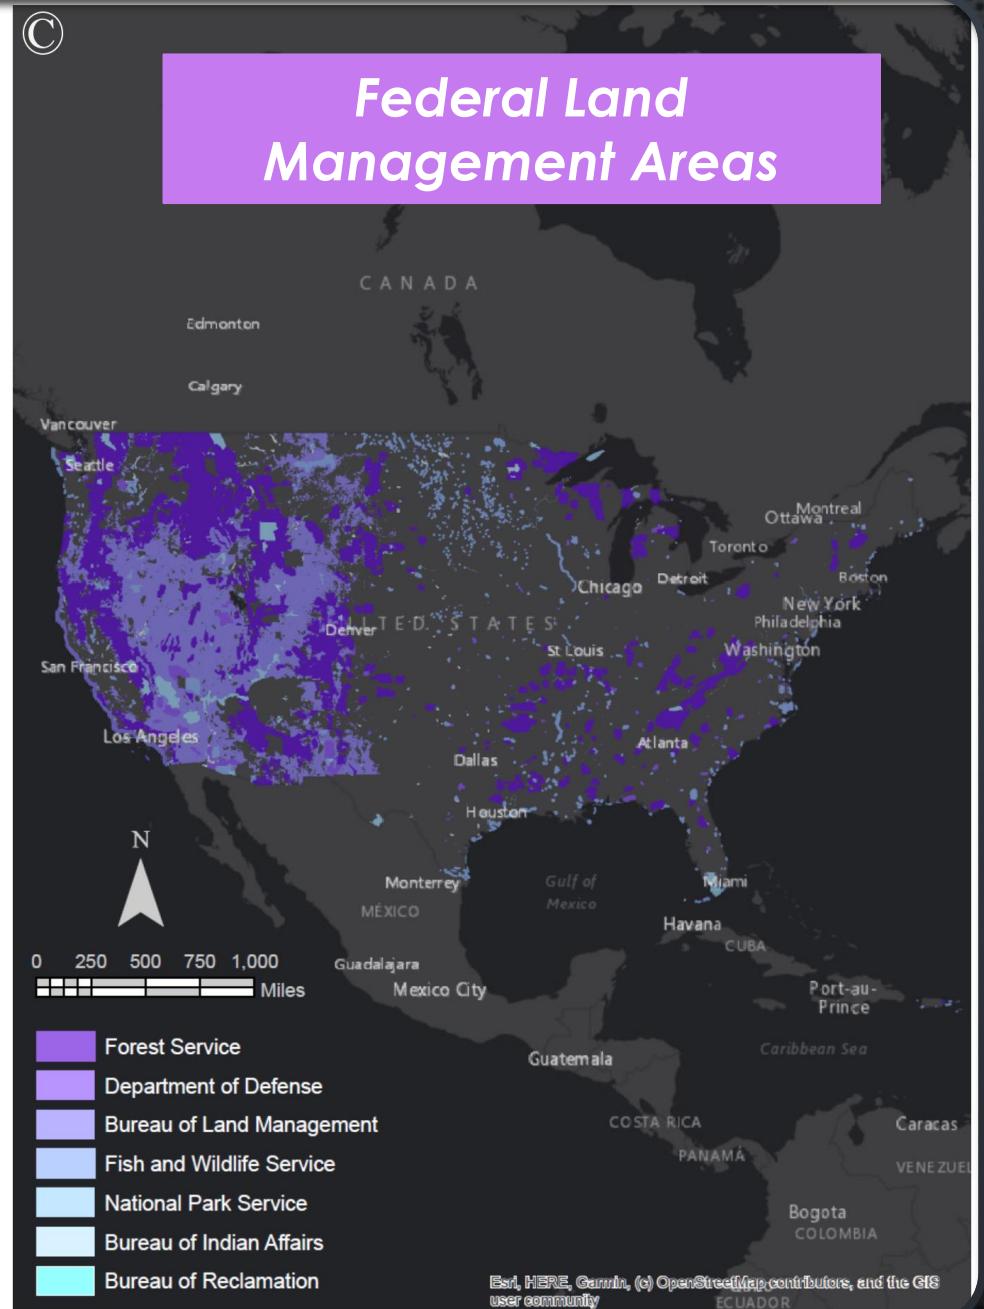 ©
Federal Land
Management Areas
CANADA
Edmonton
Calgary
Vancouver
Seattle
Montreal
Ottawa
Toronto
Boston
Chicago
Detroit
New York
Philadelphia
Denver
UNITED STATES
St Louis
Washington
San Francisco
Los Angeles
Atlanta
Dallas
Houston
N
Monterrey
Gulf of
Mexico
Miami
MÉXICO
Havana
CUBA
0 250 500 750 1,000
Miles
Guadalajara
Mexico City
Port-au-
Prince
Guatemala
Caribbean Sea
Forest Service
Department of Defense
Bureau of Land Management
Fish and Wildlife Service
National Park Service
Bureau of Indian Affairs
Bureau of Reclamation
COSTA RICA
Caracas
PANAMÁ
VENEZUEL
Bogota
COLOMBIA
Esri, HERE, Garmin, (c) OpenStreetMap contributors, and the GIS
user community
ECUADOR